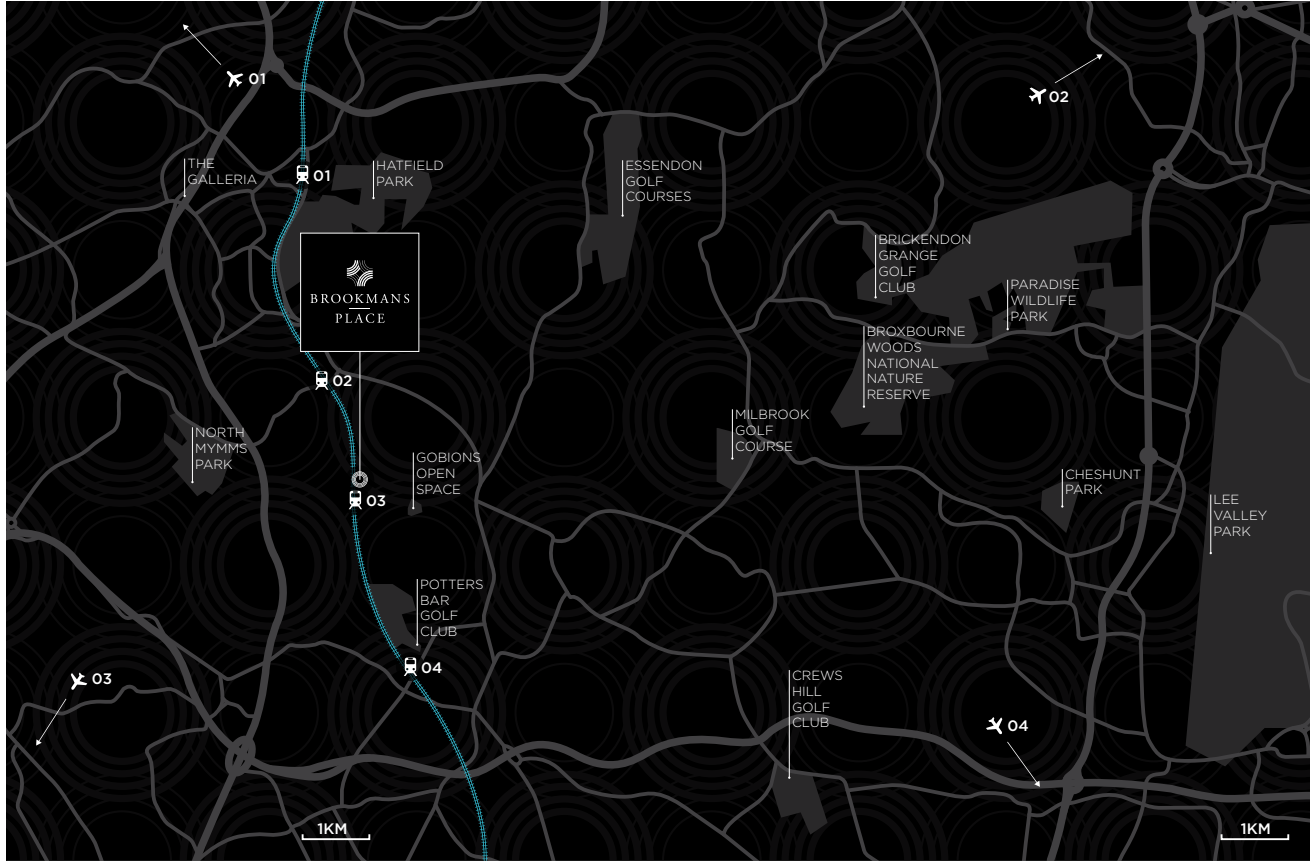 01
02
THE
GALLERIA
01
HATFIELD
PARK
ESSENDON
GOLF
COURSES
BRICKENDON
GRANGE
GOLF
CLUB
PARADISE
WILDLIFE
PARK
BROOKMANS
PLACE
BROXBOURNE
WOODS
NATIONAL
NATURE
RESERVE
02
MILBROOK
GOLF
COURSE
NORTH
MYMMS
PARK
GOBIONS
OPEN
SPACE
03
CHESHUNT
PARK
LEE
VALLEY
PARK
POTTERS
BAR
GOLF
CLUB
04
03
CREWS
HILL
GOLF
CLUB
04
1KM
1KM